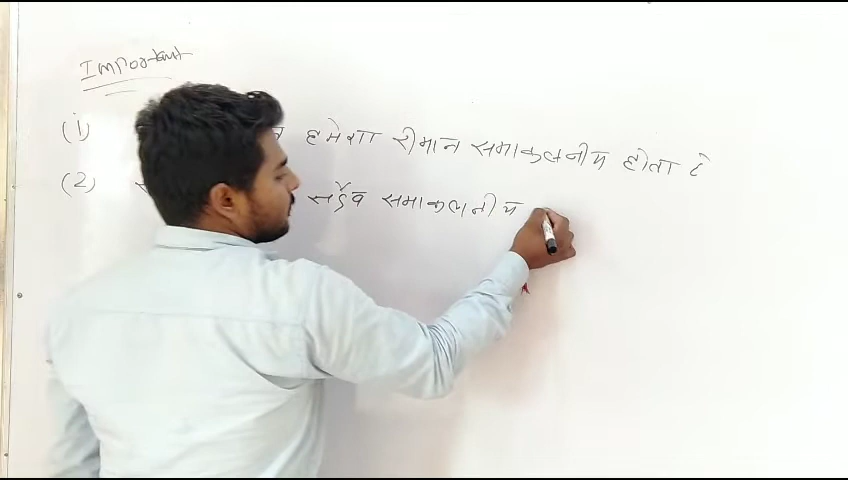 Important
(1) हमेशा रीमान समाकलनीय होता है
(2) सदैव समाकलनीय